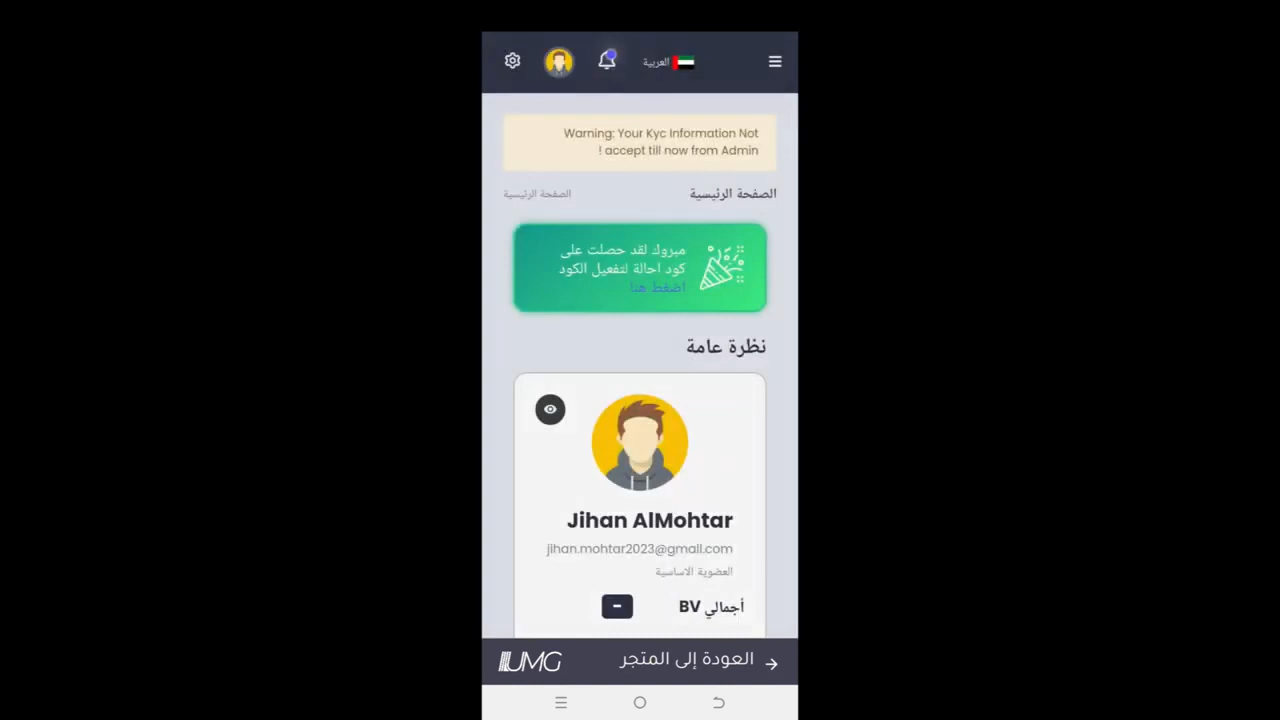 العربية
Warning: Your Kyc Information Not
! accept till now from Admin
الصفحة الرئيسية
الصفحة الرئيسية
مبروك لقد حصلت على
كود احالة لتفعيل الكود
اضغط هنا
نظرة عامة
Jihan AlMohtar
jihan.mohtar2023@gmail.com
العضوية الاساسية
أجمالي BV
-
العودة إلى المتجر
UMG